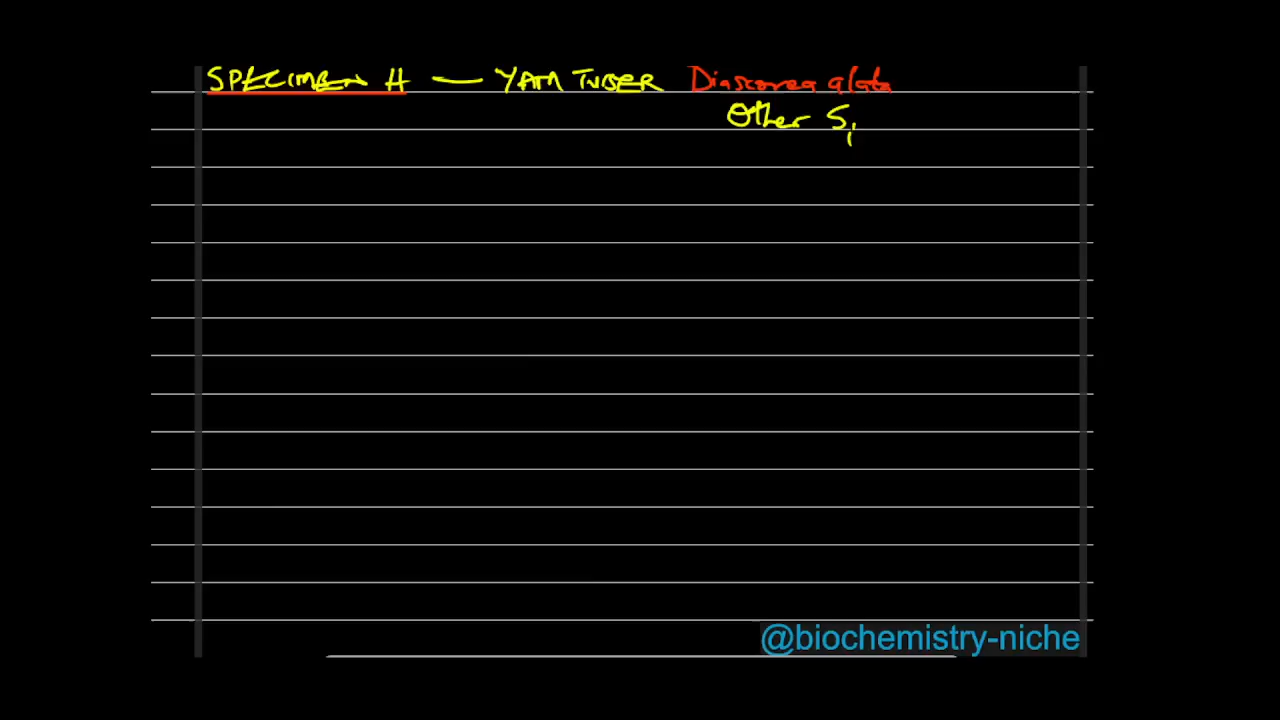 SPECIMEN H — YAM TUBER Dioscorea alata
Other S
@biochemistry-niche